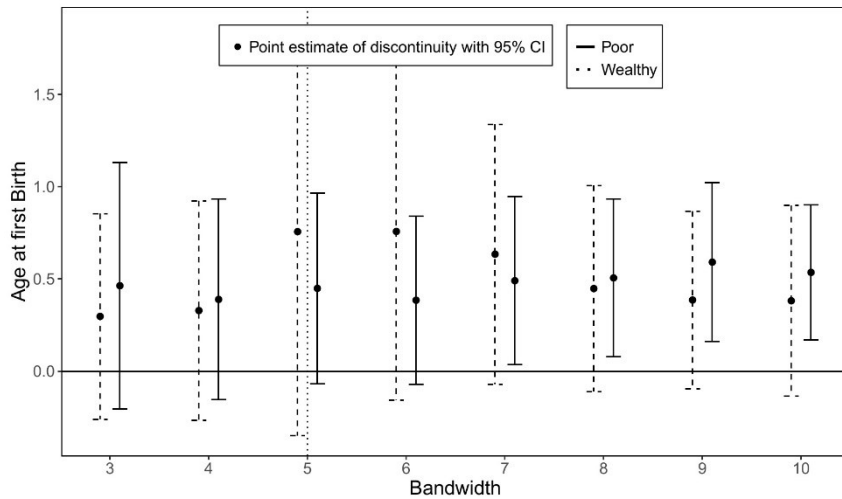 Point estimate of discontinuity with 95% CI
Poor
Wealthy
Age at first Birth
1.5
1.0
0.5
0.0
3 4 5 6 7 8 9 10
Bandwidth